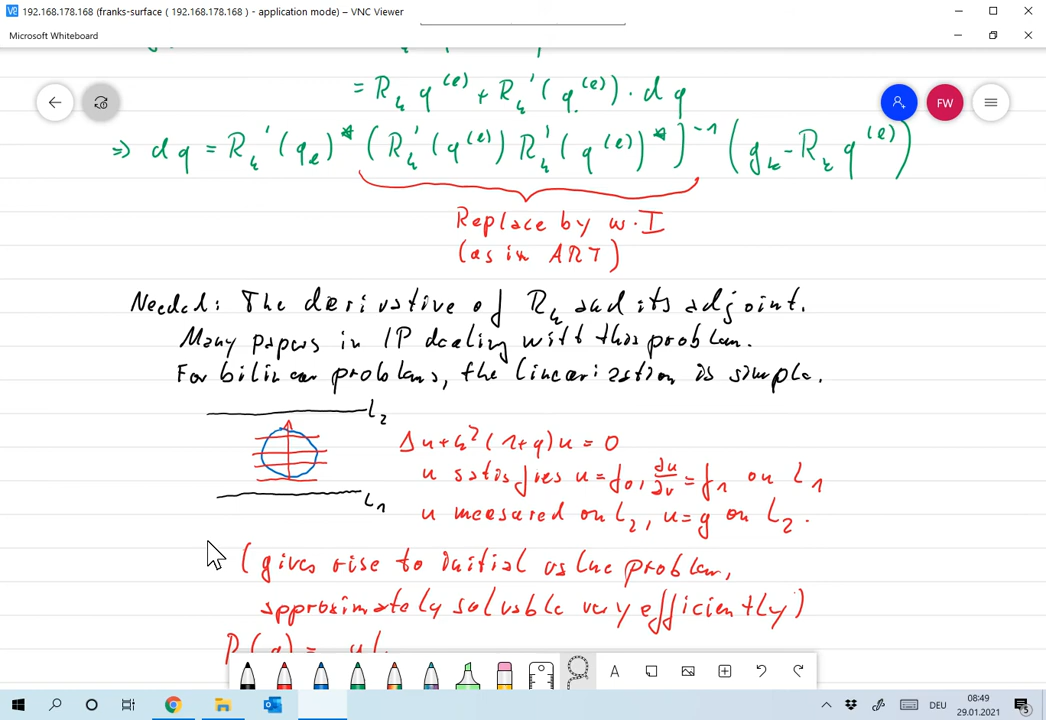 192.168.178.168 (franks-surface ( 192.168.178.168 ) - application mode) – VNC Viewer
Microsoft Whiteboard
FW
= R_k q^(l) + R_k'(q^(l)) · dq
⇒ dq = R_k'(q_l)* (R_k'(q^(l)) R_k'(q^(l))*)^-1 (g_k - R_k q^(l))
Replace by w·I
(as in ART)
Needed: The derivative of R_k and its adjoint.
Many papers in IP dealing with this problem.
For bilinear problems, the linearization is simple.
L_2
Δu + k²(1+q)u = 0
u satisfies u = f_0, ∂u/∂ν = f_1 on L_1
L_1
u measured on L_2, u = g on L_2.
(gives rise to initial value problem,
approximately solvable very efficiently)
A
DEU
08:49
29.01.2021
5